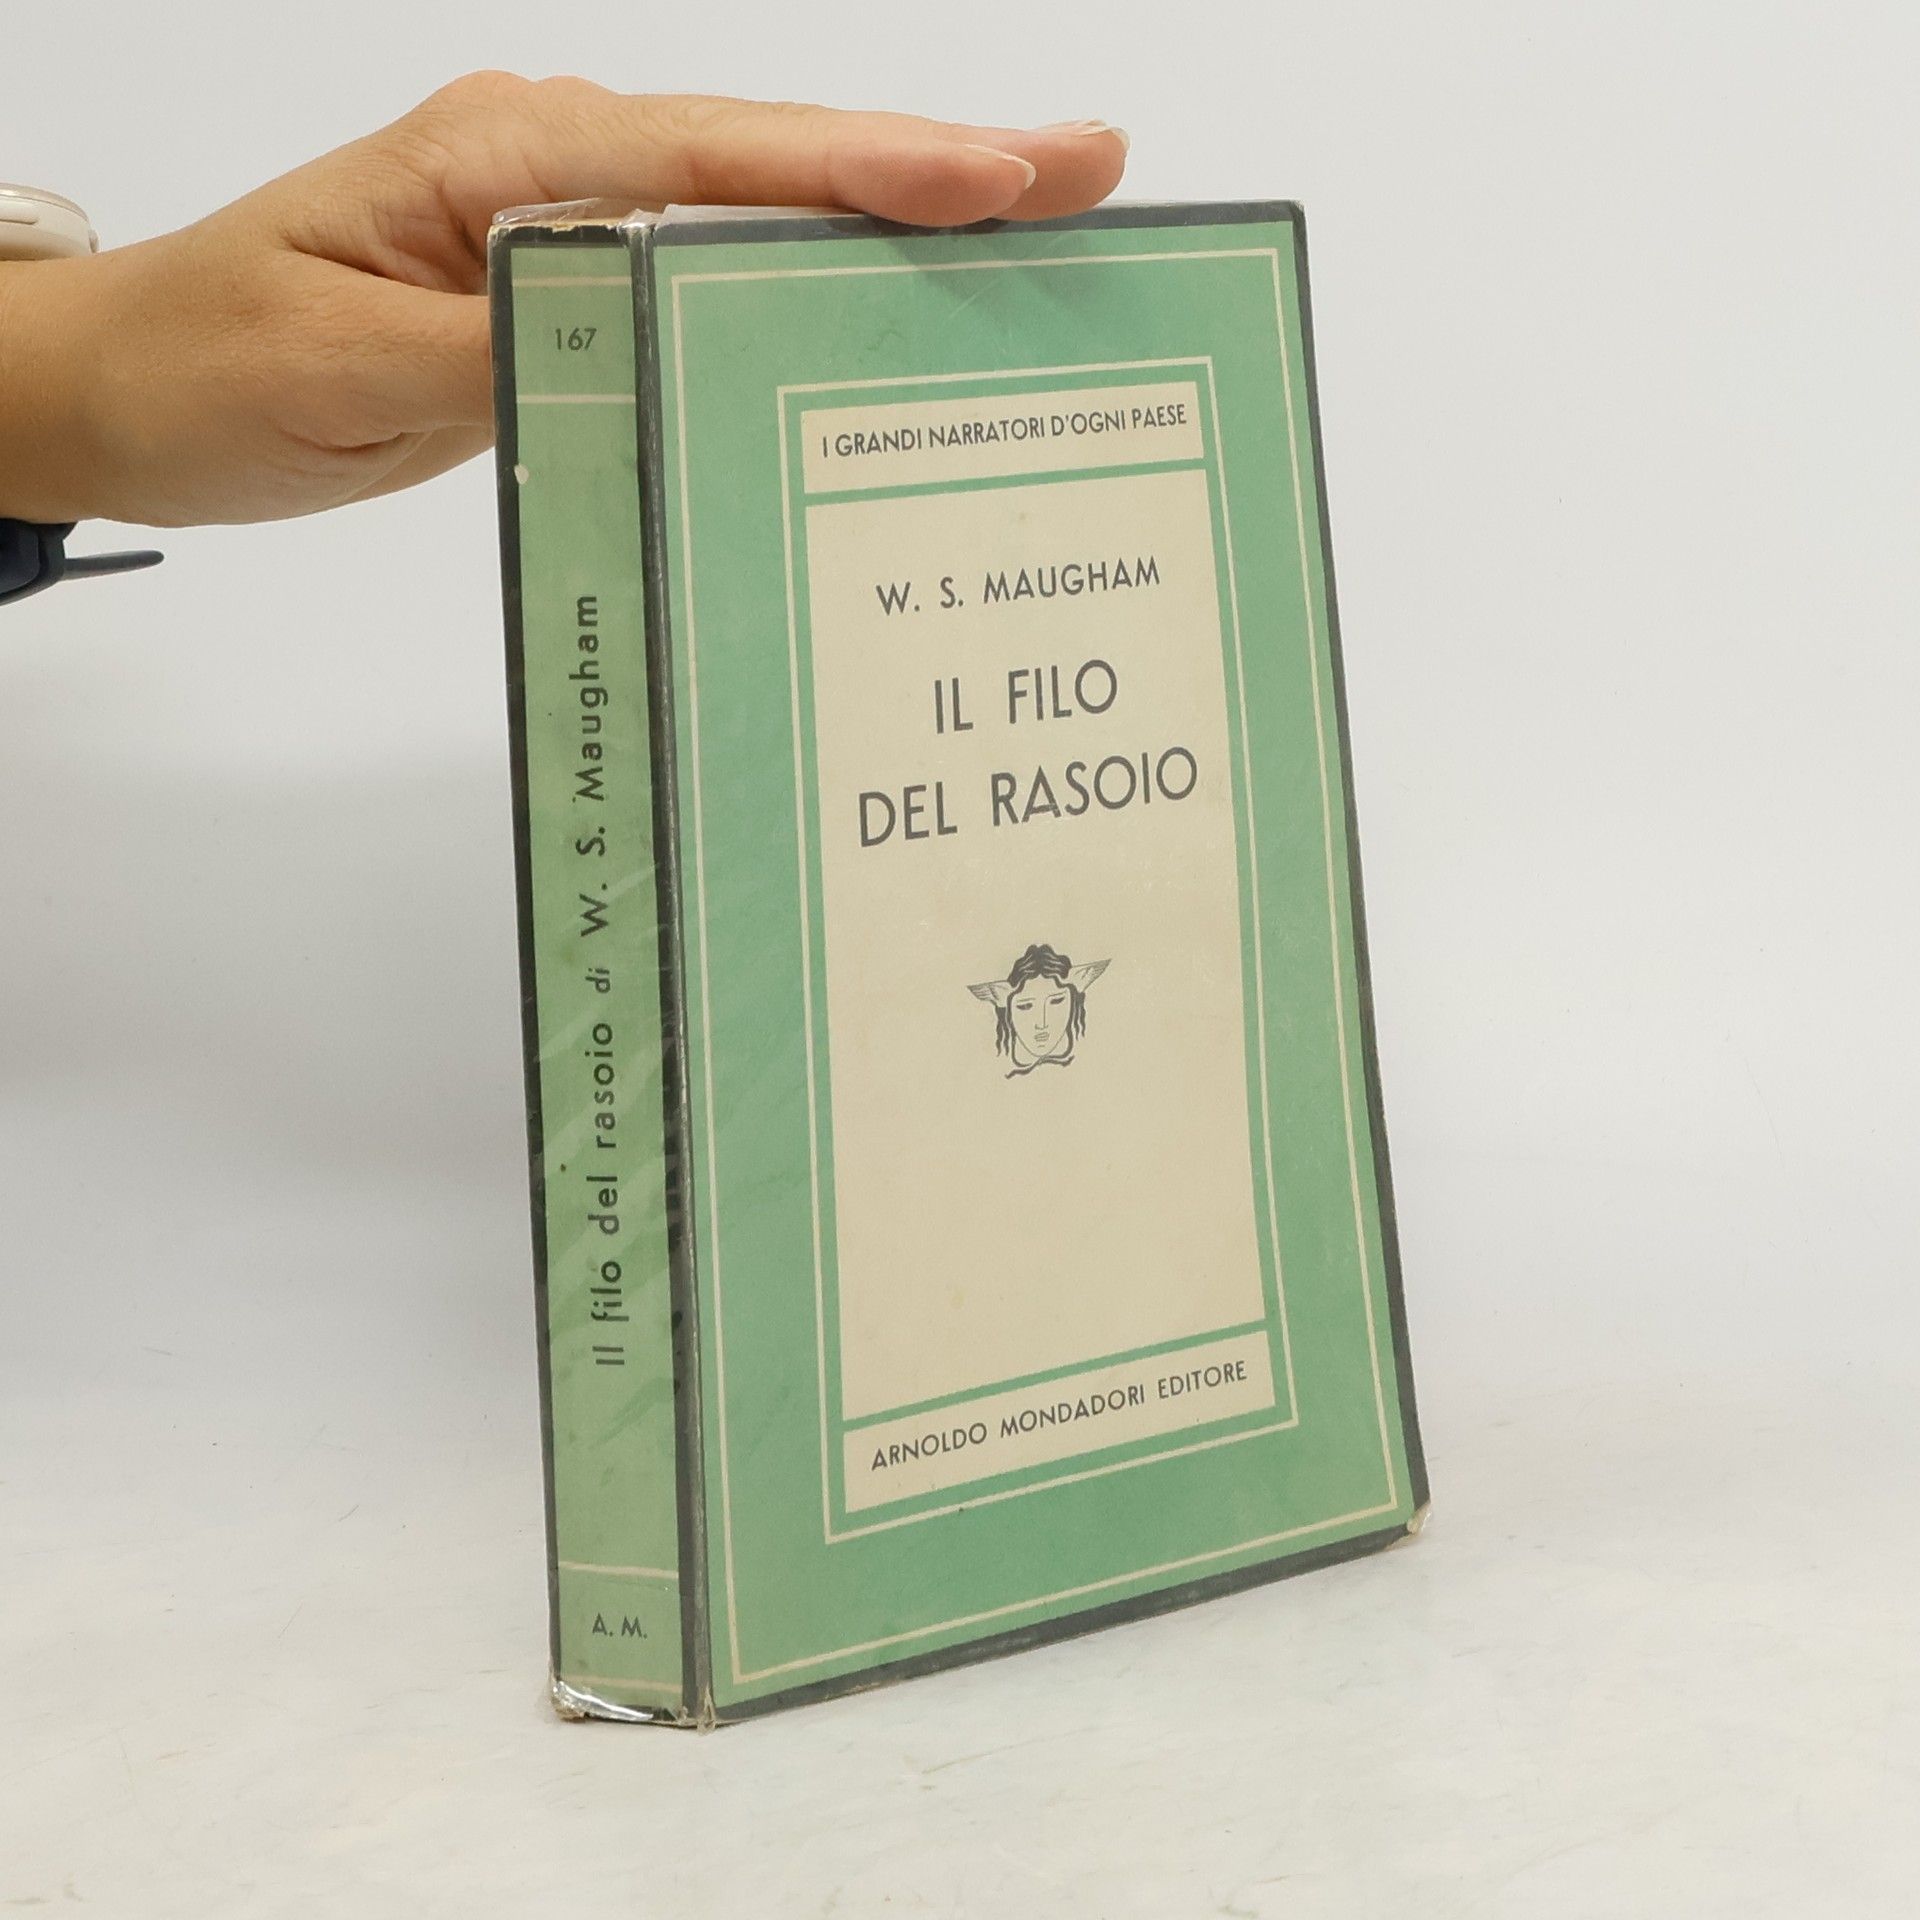 167
Il filo del rasoio di W. S. Maugham
A. M.
I GRANDI NARRATORI D'OGNI PAESE
W. S. MAUGHAM
IL FILO
DEL RASOIO
ARNOLDO MONDADORI EDITORE